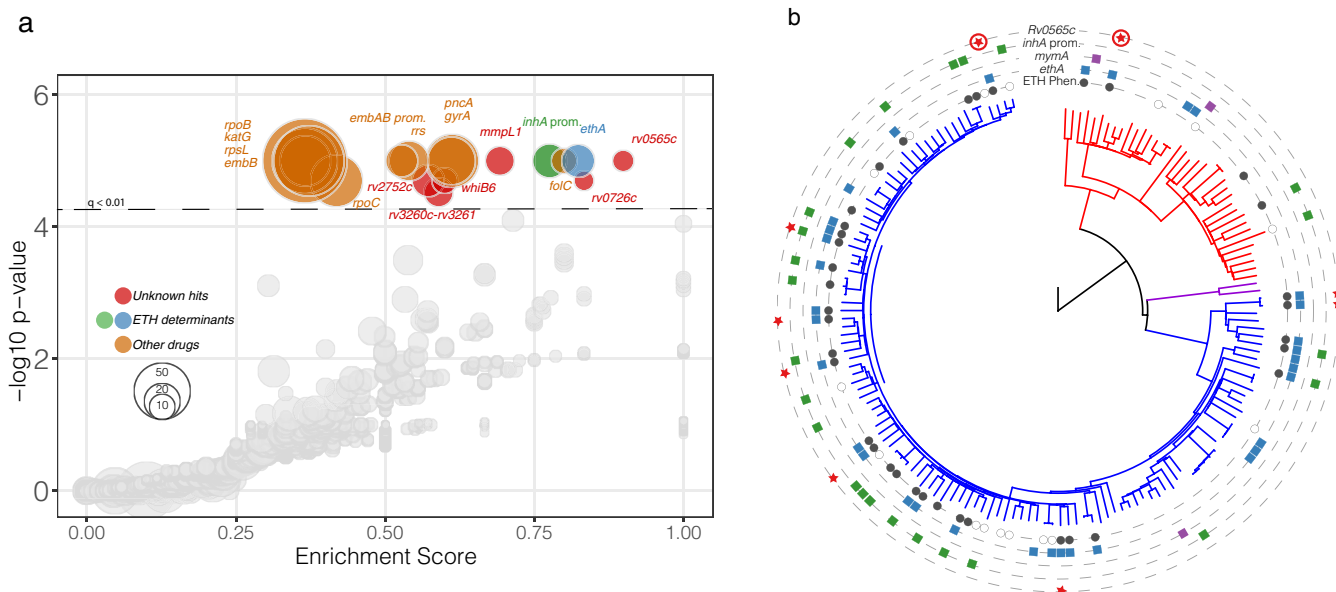 a
6
4
2
0
-log10 p-value
0.00
0.25
0.50
0.75
1.00
Enrichment Score
rpoB
katG
rpsL
embB
embAB prom.
rrs
pncA
gyrA
mmpL1
inhA prom.
ethA
rv0565c
rv2752c
whiB6
folC
rv0726c
rpoC
rv3260c-rv3261
q < 0.01
Unknown hits
ETH determinants
Other drugs
50
20
10
b
Rv0565c
inhA prom.
mymA
ethA
ETH Phen.